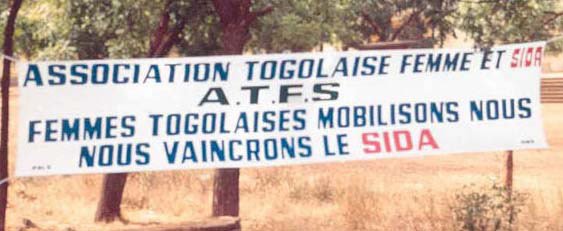 ASSOCIATION TOGOLAISE FEMME ET SIDA
A.T.F.S
FEMMES TOGOLAISES MOBILISONS NOUS
NOUS VAINCRONS LE SIDA